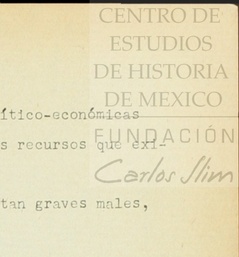 CENTRO DE
ESTUDIOS
DE HISTORIA
DE MEXICO
ítico-económicas
FUNDACIÓN
s recursos que exi-
Carlos Slim
tan graves males,